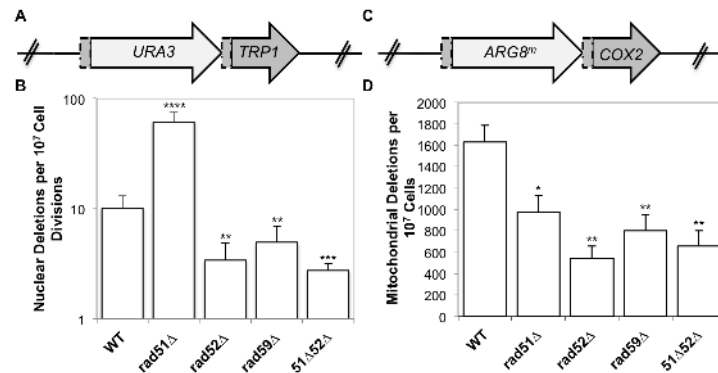 A
URA3
TRP1
C
ARG8ᵐ
COX2
B
Nuclear Deletions per 10⁷ Cell Divisions
100
10
1
****
**
**
***
WT
rad51Δ
rad52Δ
rad59Δ
51Δ52Δ
D
Mitochondrial Deletions per 10⁷ Cells
2000
1800
1600
1400
1200
1000
800
600
400
200
0
*
**
**
**
WT
rad51Δ
rad52Δ
rad59Δ
51Δ52Δ